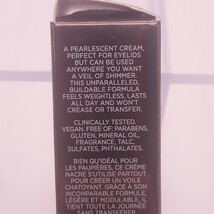 A PEARLESCENT CREAM,
PERFECT FOR EYELIDS
BUT CAN BE USED
ANYWHERE YOU WANT
A VEIL OF SHIMMER.
THIS UNPARALLELED,
BUILDABLE FORMULA
FEELS WEIGHTLESS, LASTS
ALL DAY AND WON'T
CREASE OR TRANSFER.
CLINICALLY TESTED.
VEGAN. FREE OF: PARABENS,
GLUTEN, MINERAL OIL,
FRAGRANCE, TALC,
SULFATES, PHTHALATES.
BIEN QU'IDÉAL POUR
LES PAUPIÈRES, CE CRÈME
NACRÉ S'UTILISE PARTOUT
POUR CRÉER UN VOILE
CHATOYANT. GRÂCE À SON
INCOMPARABLE FORMULE,
LÉGÈRE ET MODULABLE, IL
TIENT TOUTE LA JOURNÉE
SANS TRANSFÉRER